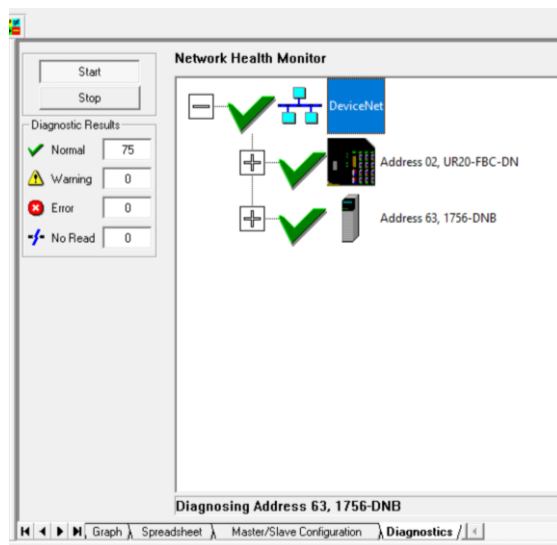 Network Health Monitor
Start
Stop
Diagnostic Results
Normal 75
Warning 0
Error 0
No Read 0
DeviceNet
Address 02, UR20-FBC-DN
Address 63, 1756-DNB
Diagnosing Address 63, 1756-DNB
Graph Spreadsheet Master/Slave Configuration Diagnostics